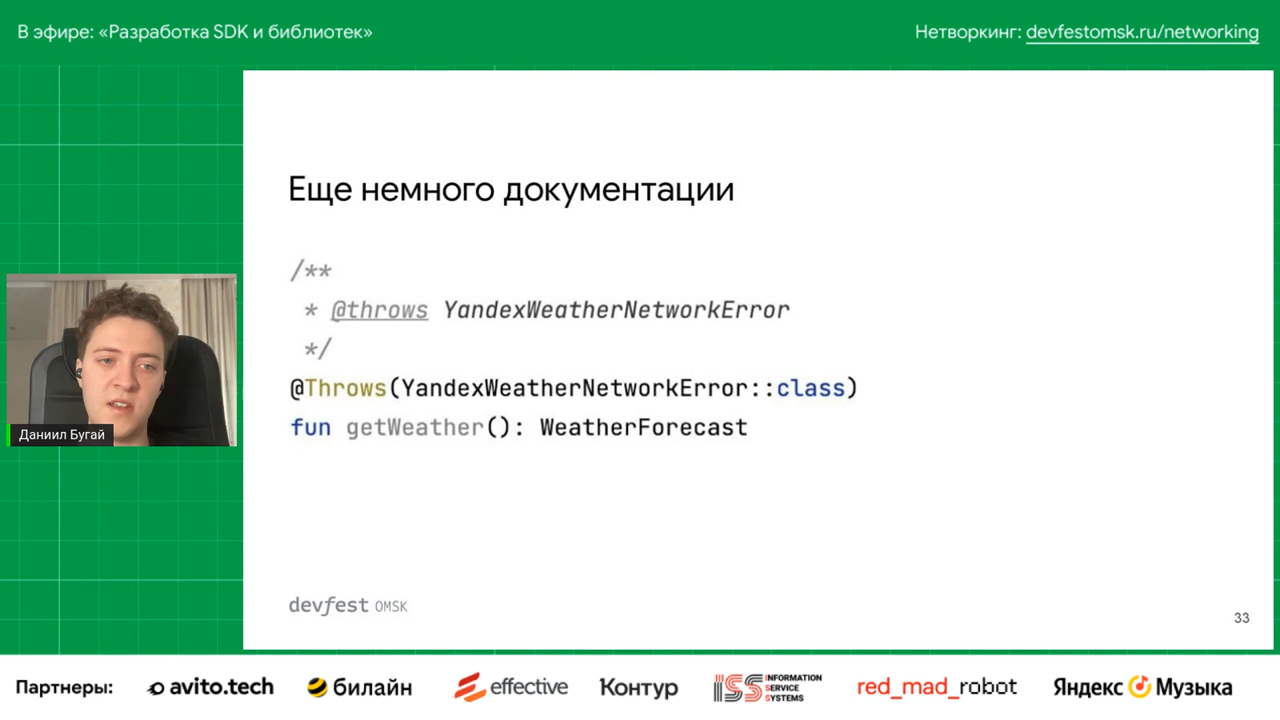 В эфире: «Разработка SDK и библиотек»
Нетворкинг: devfestomsk.ru/networking
Еще немного документации
/**
* @throws YandexWeatherNetworkError
*/
@Throws(YandexWeatherNetworkError::class)
fun getWeather(): WeatherForecast
Даниил Бугай
devfest OMSK
33
Партнеры:
avito.tech
билайн
effective
Контур
ISS INFORMATION SERVICE SYSTEMS
red_mad_robot
Яндекс Музыка